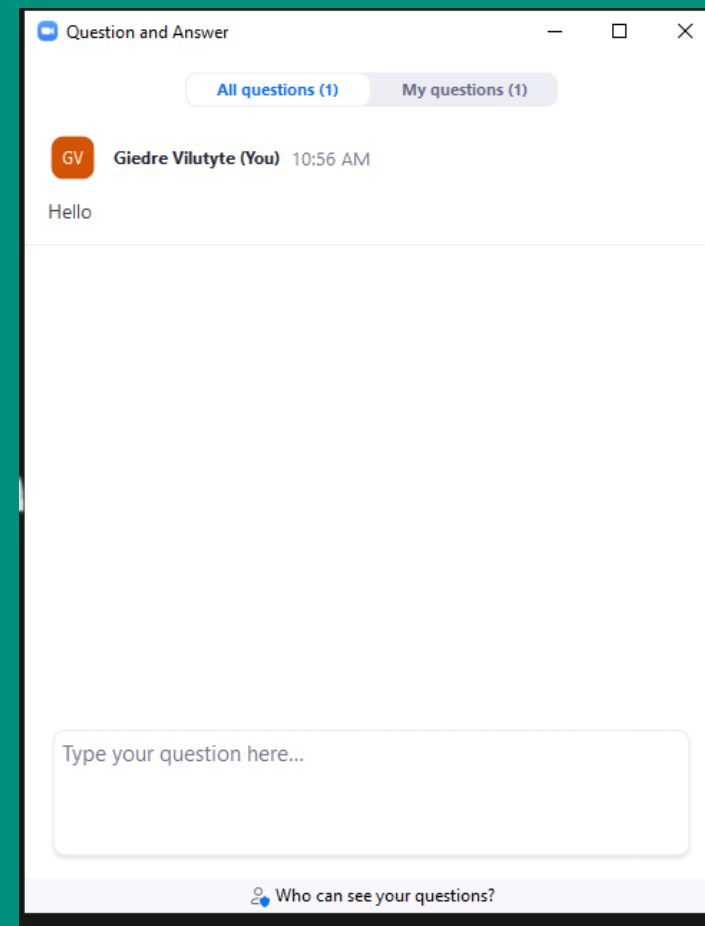 Question and Answer
All questions (1) My questions (1)
GV Giedre Vilutyte (You) 10:56 AM
Hello
Type your question here...
Who can see your questions?